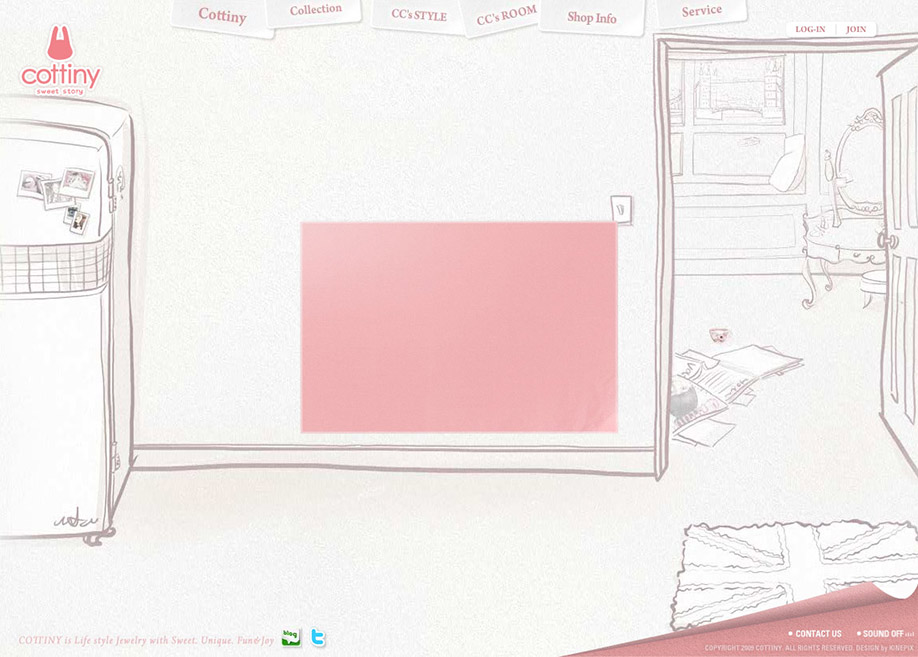 Cottiny
Collection
CC's STYLE
CC's ROOM
Shop Info
Service
LOG-IN
JOIN
cottiny
sweet story
COTTINY is Life style Jewelry with Sweet. Unique. Fun&Joy
blog
CONTACT US
SOUND OFF
COPYRIGHT 2009 COTTINY. ALL RIGHTS RESERVED. DESIGN by KINEPIX